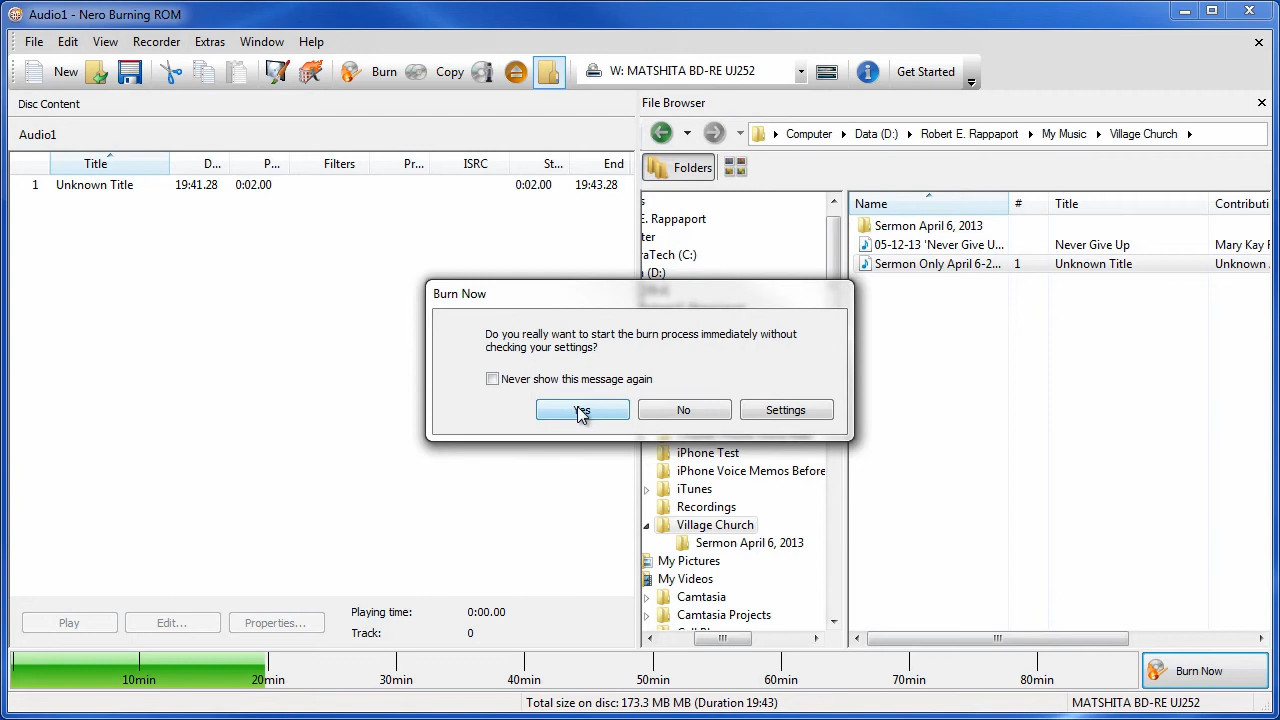 Audio1 - Nero Burning ROM
File Edit View Recorder Extras Window Help
New Burn Copy W: MATSHITA BD-RE UJ252 Get Started
Disc Content
File Browser
Audio1
Computer Data (D:) Robert E. Rappaport My Music Village Church
Folders
Title D... P... Filters Pr... ISRC St... End
1 Unknown Title 19:41.28 0:02.00 0:02.00 19:43.28
E. Rappaport
ter
raTech (C:)
(D:)
iPhone Test
iPhone Voice Memos Before
iTunes
Recordings
Village Church
Sermon April 6, 2013
My Pictures
My Videos
Camtasia
Camtasia Projects
Name # Title Contributi
Sermon April 6, 2013
05-12-13 'Never Give U... Never Give Up Mary Kay
Sermon Only April 6-2... 1 Unknown Title Unknown
Burn Now
Do you really want to start the burn process immediately without
checking your settings?
Never show this message again
Yes No Settings
Play Edit... Properties...
Playing time: 0:00.00
Track: 0
10min 20min 30min 40min 50min 60min 70min 80min
Burn Now
Total size on disc: 173.3 MB MB (Duration 19:43) MATSHITA BD-RE UJ252